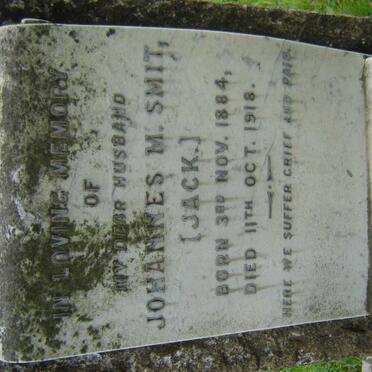 IN LOVING MEMORY
OF
MY DEAR HUSBAND
JOHANNES M. SMIT,
(JACK.)
BORN 3RD NOV. 1884,
DIED 11TH OCT. 1918.
HERE WE SUFFER GRIEF AND PAIN.